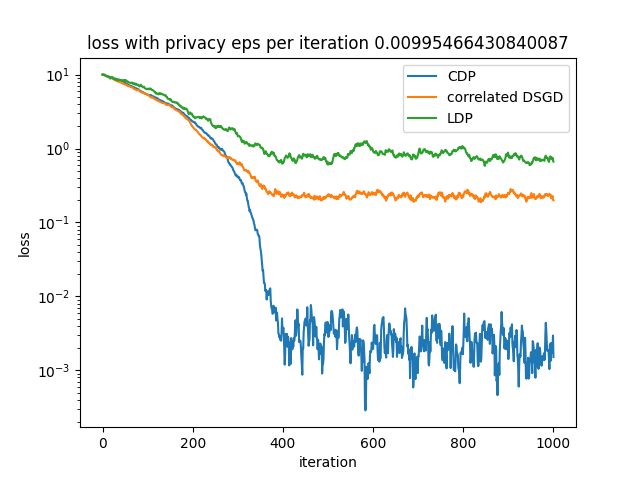 loss with privacy eps per iteration 0.00995466430840087
CDP
correlated DSGD
LDP
10^1
10^0
10^-1
10^-2
10^-3
loss
0 200 400 600 800 1000
iteration